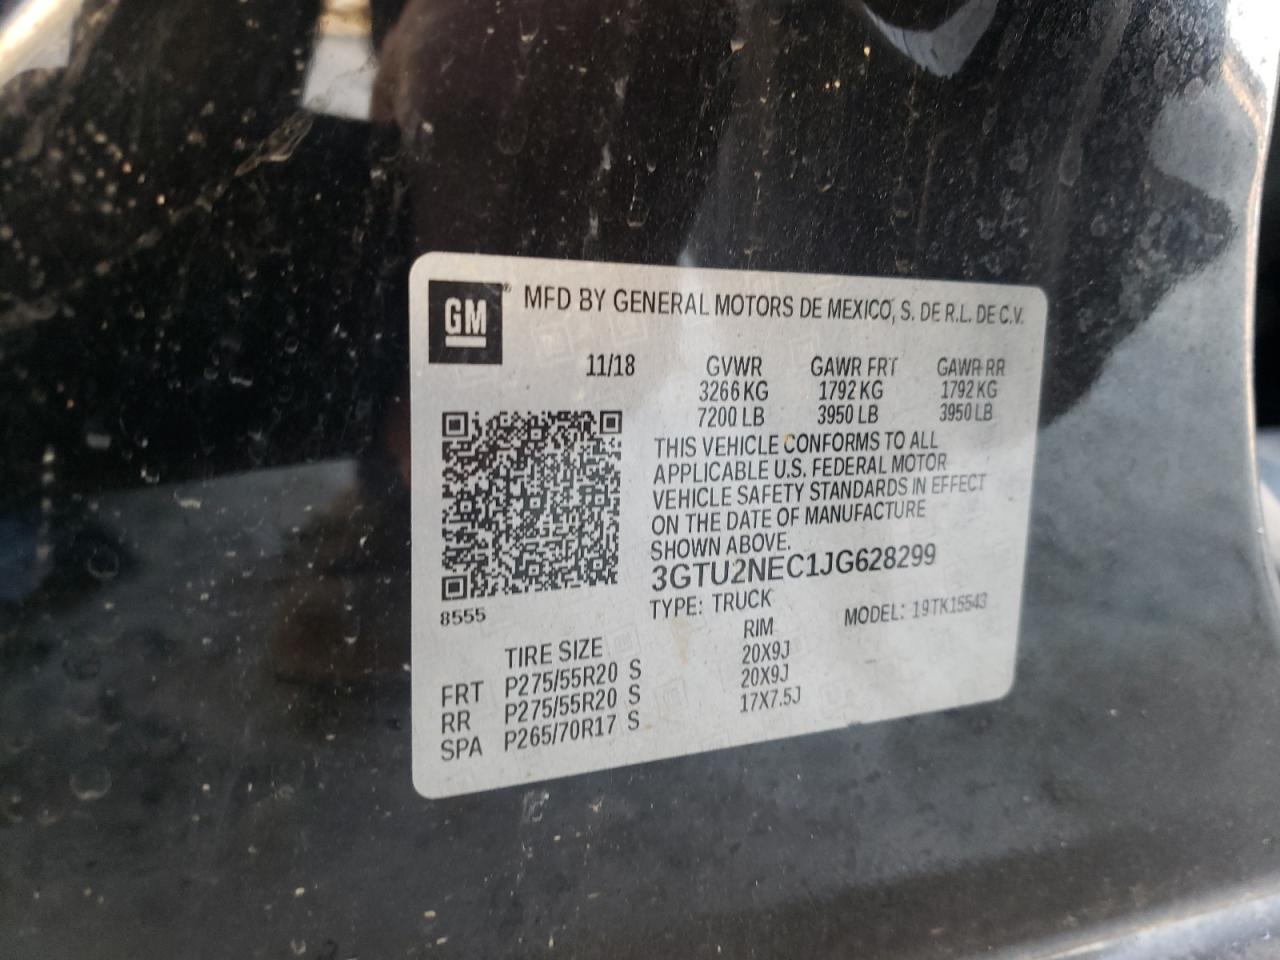 GM®
MFD BY GENERAL MOTORS DE MEXICO, S. DE R.L. DE C.V.
11/18 GVWR GAWR FRT GAWR RR
3266 KG 1792 KG 1792 KG
7200 LB 3950 LB 3950 LB
THIS VEHICLE CONFORMS TO ALL
APPLICABLE U.S. FEDERAL MOTOR
VEHICLE SAFETY STANDARDS IN EFFECT
ON THE DATE OF MANUFACTURE
SHOWN ABOVE.
3GTU2NEC1JG628299
8555
TYPE: TRUCK MODEL: 19TK15543
TIRE SIZE RIM
FRT P275/55R20 S 20X9J
RR P275/55R20 S 20X9J
SPA P265/70R17 S 17X7.5J